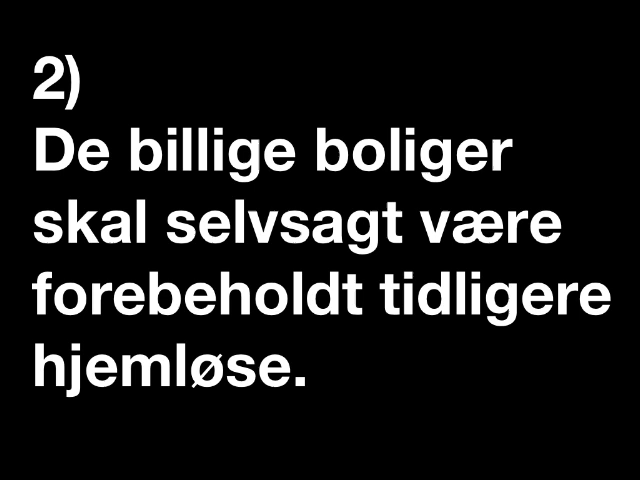 2)
De billige boliger
skal selvsagt være
forebeholdt tidligere
hjemløse.